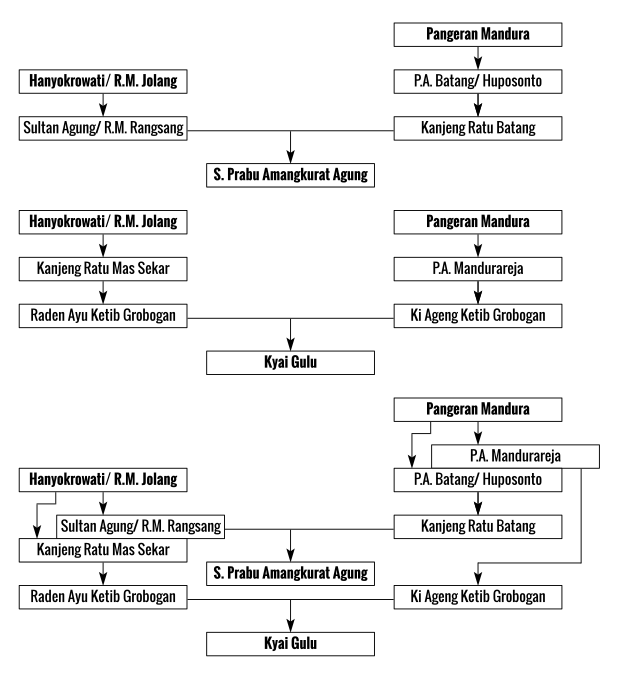 Pangeran Mandura
Hanyokrowati/ R.M. Jolang
P.A. Batang/ Huposonto
Sultan Agung/ R.M. Rangsang
Kanjeng Ratu Batang
S. Prabu Amangkurat Agung
Hanyokrowati/ R.M. Jolang
Pangeran Mandura
Kanjeng Ratu Mas Sekar
P.A. Mandurareja
Raden Ayu Ketib Grobogan
Ki Ageng Ketib Grobogan
Kyai Gulu
Pangeran Mandura
P.A. Mandurareja
Hanyokrowati/ R.M. Jolang
P.A. Batang/ Huposonto
Sultan Agung/ R.M. Rangsang
Kanjeng Ratu Batang
Kanjeng Ratu Mas Sekar
S. Prabu Amangkurat Agung
Raden Ayu Ketib Grobogan
Ki Ageng Ketib Grobogan
Kyai Gulu